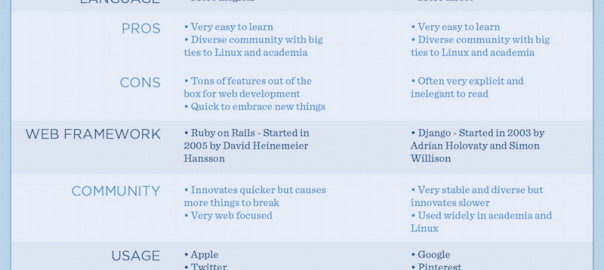 LANGUAGE
PROS
• Very easy to learn
• Diverse community with big
ties to Linux and academia
• Very easy to learn
• Diverse community with big
ties to Linux and academia
CONS
• Tons of features out of the
box for web development
• Quick to embrace new things
• Often very explicit and
inelegant to read
WEB FRAMEWORK
• Ruby on Rails - Started in
2005 by David Heinemeier
Hansson
• Django - Started in 2003 by
Adrian Holovaty and Simon
Willison
COMMUNITY
• Innovates quicker but causes
more things to break
• Very web focused
• Very stable and diverse but
innovates slower
• Used widely in academia and
Linux
USAGE
• Apple
• Twitter
• Google
• Pinterest